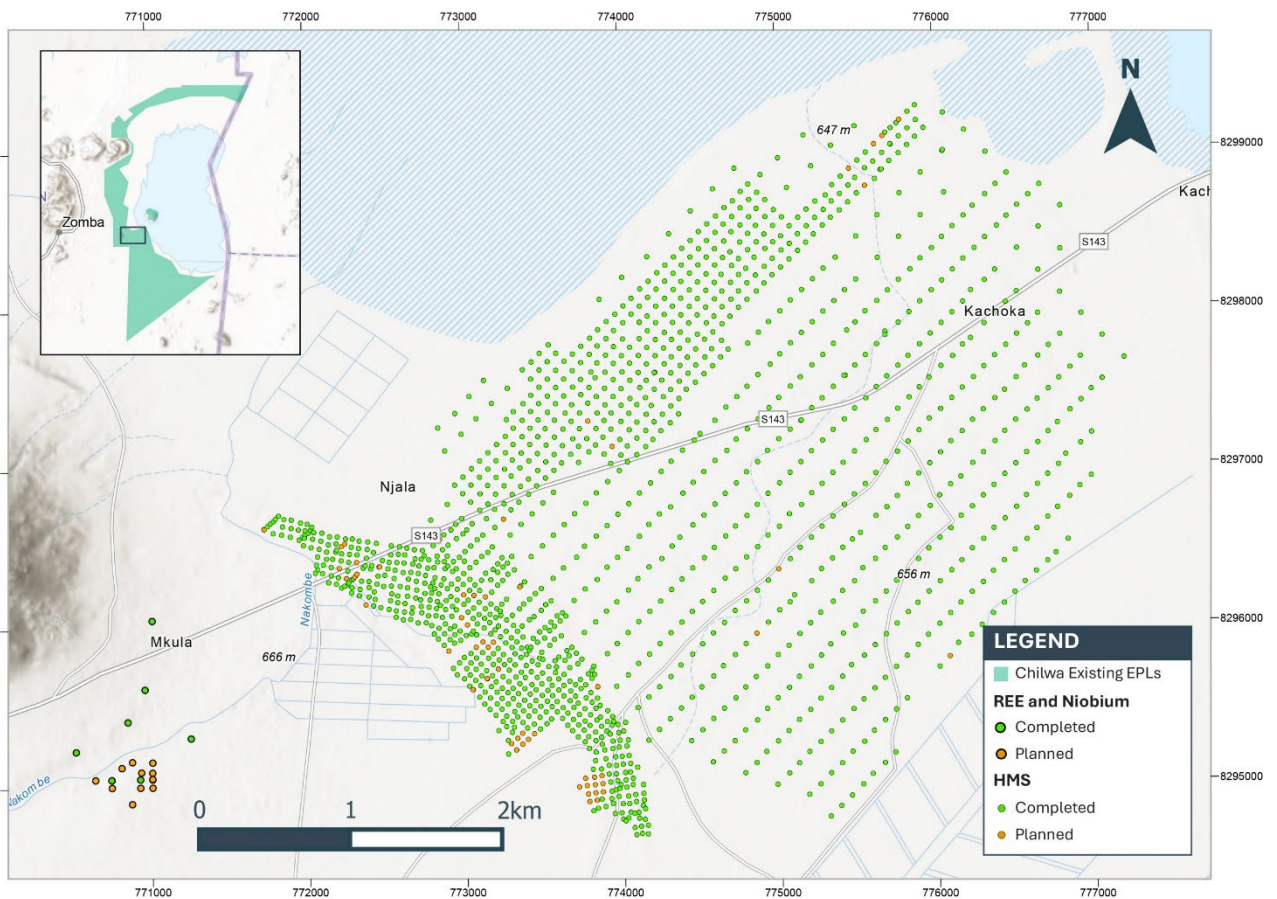 771000 772000 773000 774000 775000 776000 777000
N
647 m
8299000
Kach
Zomba
S143
8298000
Kachoka
S143
8297000
Njala
S143
656 m
Nakombe
8296000
Mkula
666 m
LEGEND
Chilwa Existing EPLs
REE and Niobium
Completed
Planned
HMS
Completed
Planned
8295000
Nakombe
0 1 2km
771000 772000 773000 774000 775000 776000 777000